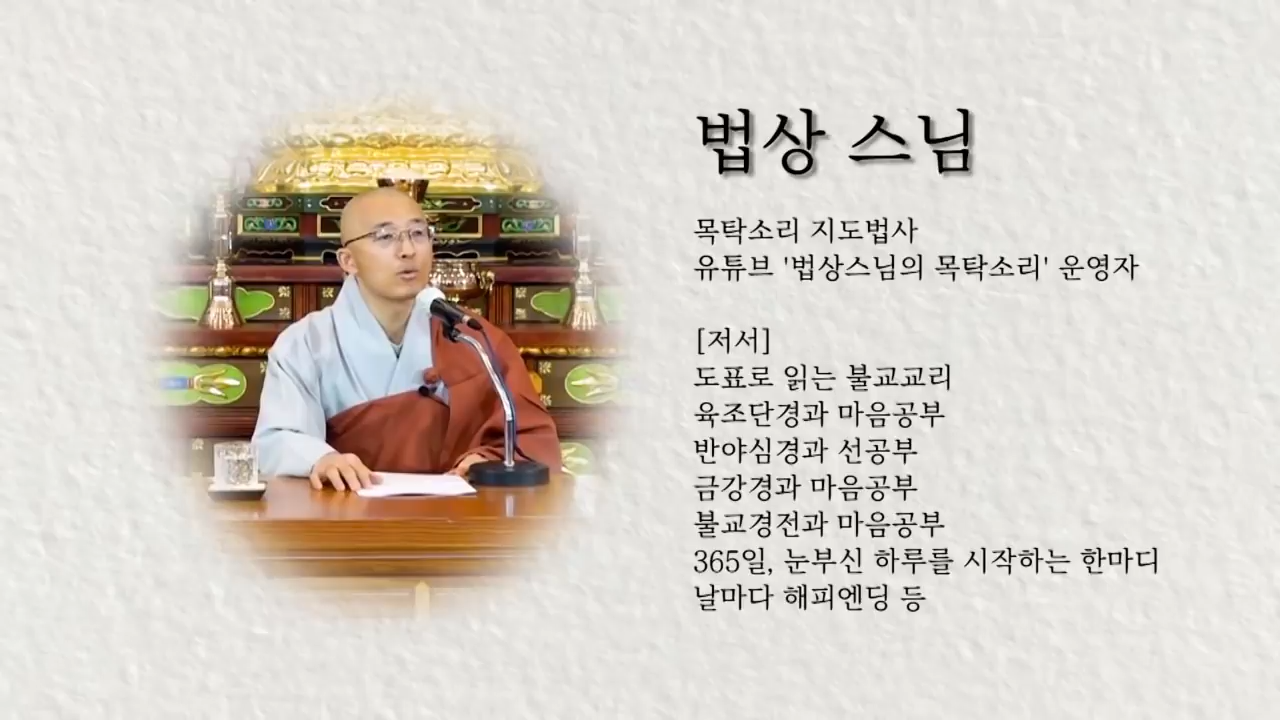 법상 스님
목탁소리 지도법사
유튜브 '법상스님의 목탁소리' 운영자
[저서]
도표로 읽는 불교교리
육조단경과 마음공부
반야심경과 선공부
금강경과 마음공부
불교경전과 마음공부
365일, 눈부신 하루를 시작하는 한마디
날마다 해피엔딩 등